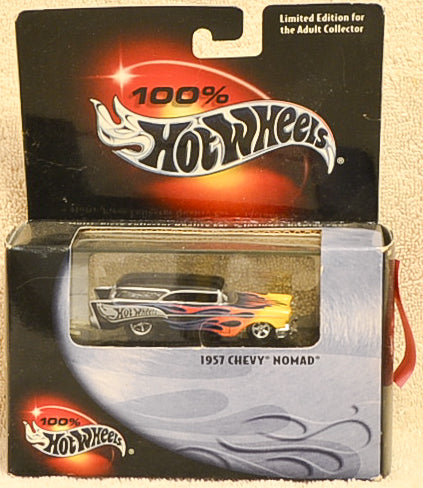 Limited Edition for
the Adult Collector
100%
HOT WHEELS®
HOT WHEELS
1957 CHEVY® NOMAD®
100%
HOT WHEELS®